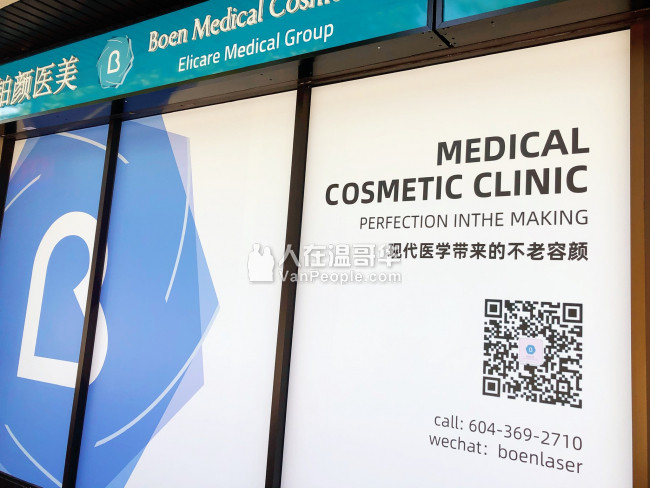 颜医美
B
Boen Medical
Elicare Medical Group
B
MEDICAL
COSMETIC CLINIC
PERFECTION INTHE MAKING
现代医学带来的不老容颜
人在温哥华
VanPeople.com
call: 604-369-2710
wechat: boenlaser